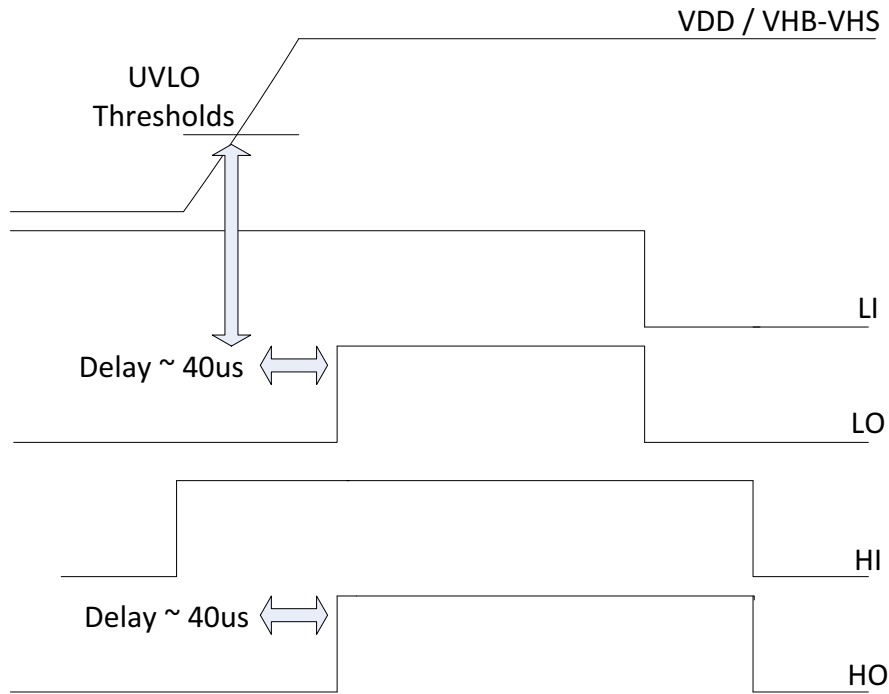 VDD / VHB-VHS
UVLO
Thresholds
LI
Delay ~ 40us
LO
HI
Delay ~ 40us
HO